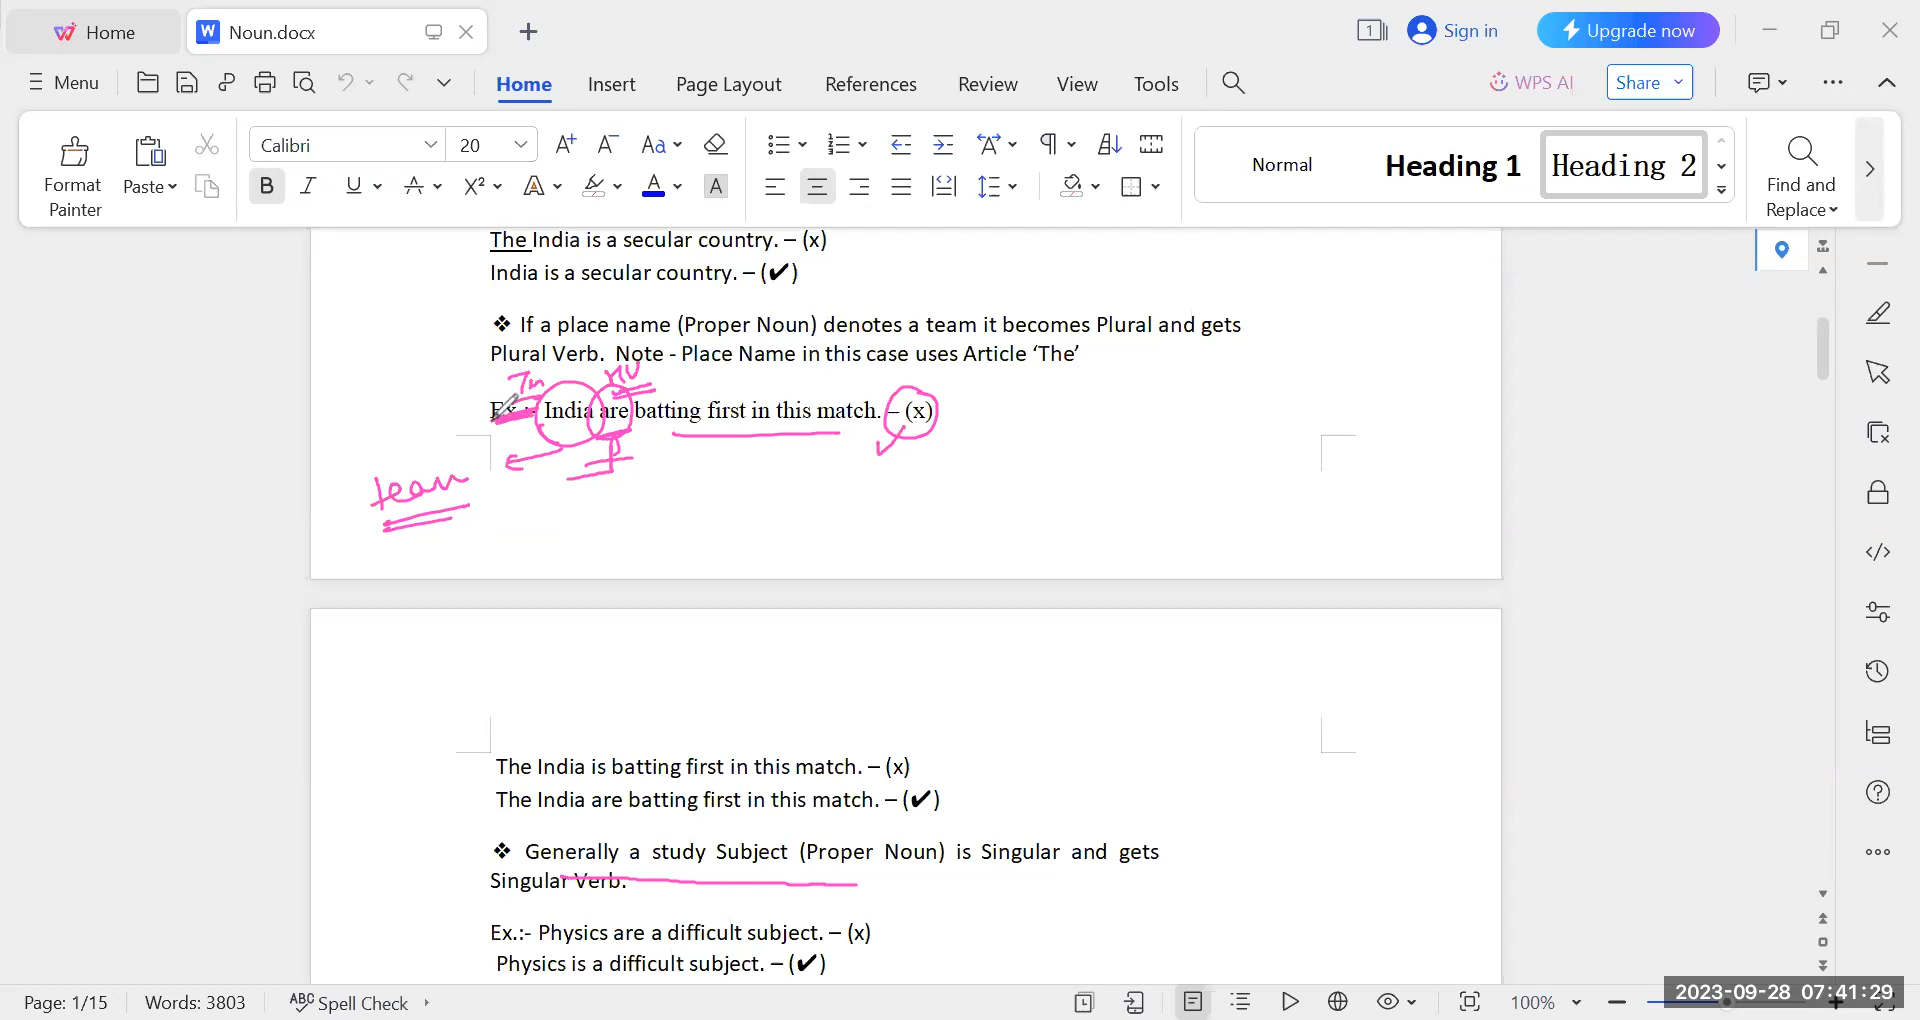 Home
Noun.docx
Sign in
Upgrade now
Menu
Home
Insert
Page Layout
References
Review
View
Tools
WPS AI
Share
Format Painter
Paste
Calibri
20
Normal
Heading 1
Heading 2
Find and Replace
The India is a secular country. – (x)
India is a secular country. – (✔)
❖ If a place name (Proper Noun) denotes a team it becomes Plural and gets
Plural Verb. Note - Place Name in this case uses Article ‘The’
Ex.:- India are batting first in this match. – (x)
team
The India is batting first in this match. – (x)
The India are batting first in this match. – (✔)
❖ Generally a study Subject (Proper Noun) is Singular and gets
Singular Verb.
Ex.:- Physics are a difficult subject. – (x)
Physics is a difficult subject. – (✔)
Page: 1/15
Words: 3803
Spell Check
100%
2023-09-28 07:41:29